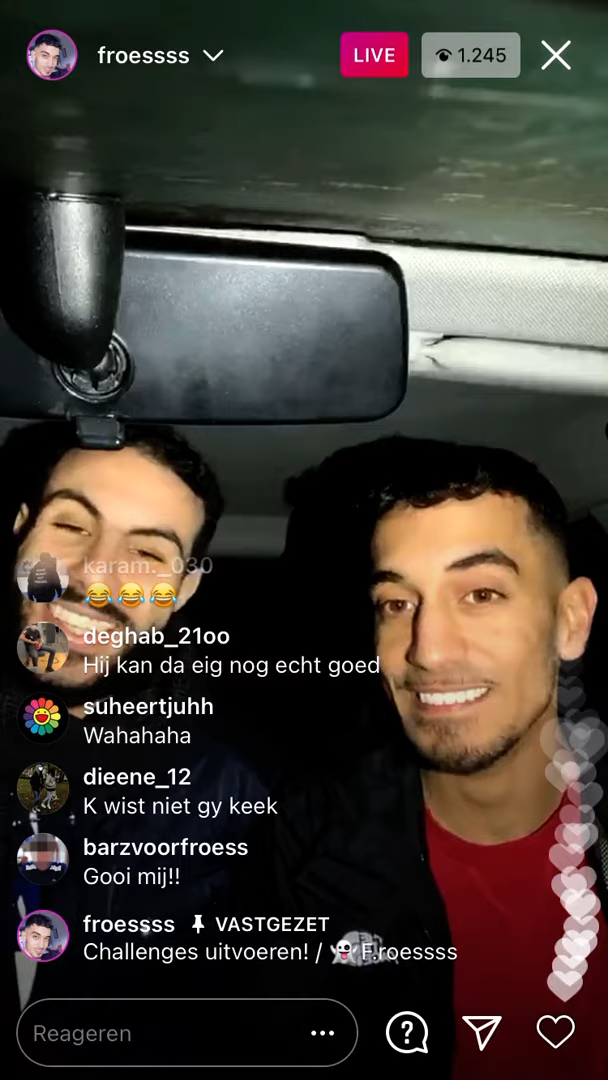 froessss
LIVE
1.245
karam._030
😂😂😂
deghab_21oo
Hij kan da eig nog echt goed
suheertjuhh
Wahahaha
dieene_12
K wist niet gy keek
barzvoorfroess
Gooi mij!!
froessss VASTGEZET
Challenges uitvoeren! / 👻 F.roessss
Reageren